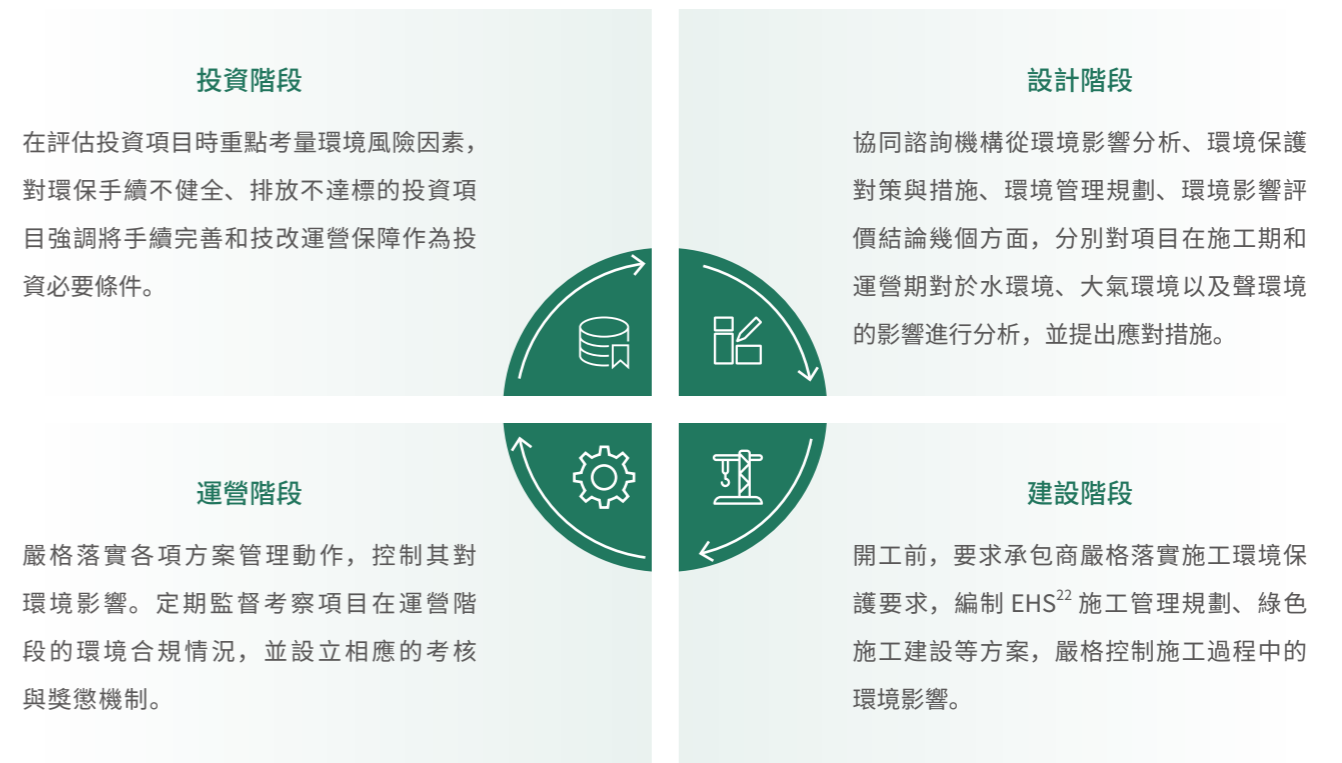 投資階段
在評估投資項目時重點考量環境風險因素，
對環保手續不健全、排放不達標的投資項
目強調將手續完善和技改運營保障作為投
資必要條件。
設計階段
協同諮詢機構從環境影響分析、環境保護
對策與措施、環境管理規劃、環境影響評
價結論幾個方面，分別對項目在施工期和
運營期對於水環境、大氣環境以及聲環境
的影響進行分析，並提出應對措施。
運營階段
嚴格落實各項方案管理動作，控制其對
環境影響。定期監督考察項目在運營階
段的環境合規情況，並設立相應的考核
與獎懲機制。
建設階段
開工前，要求承包商嚴格落實施工環境保
護要求，編制 EHS22 施工管理規劃、綠色
施工建設等方案，嚴格控制施工過程中的
環境影響。